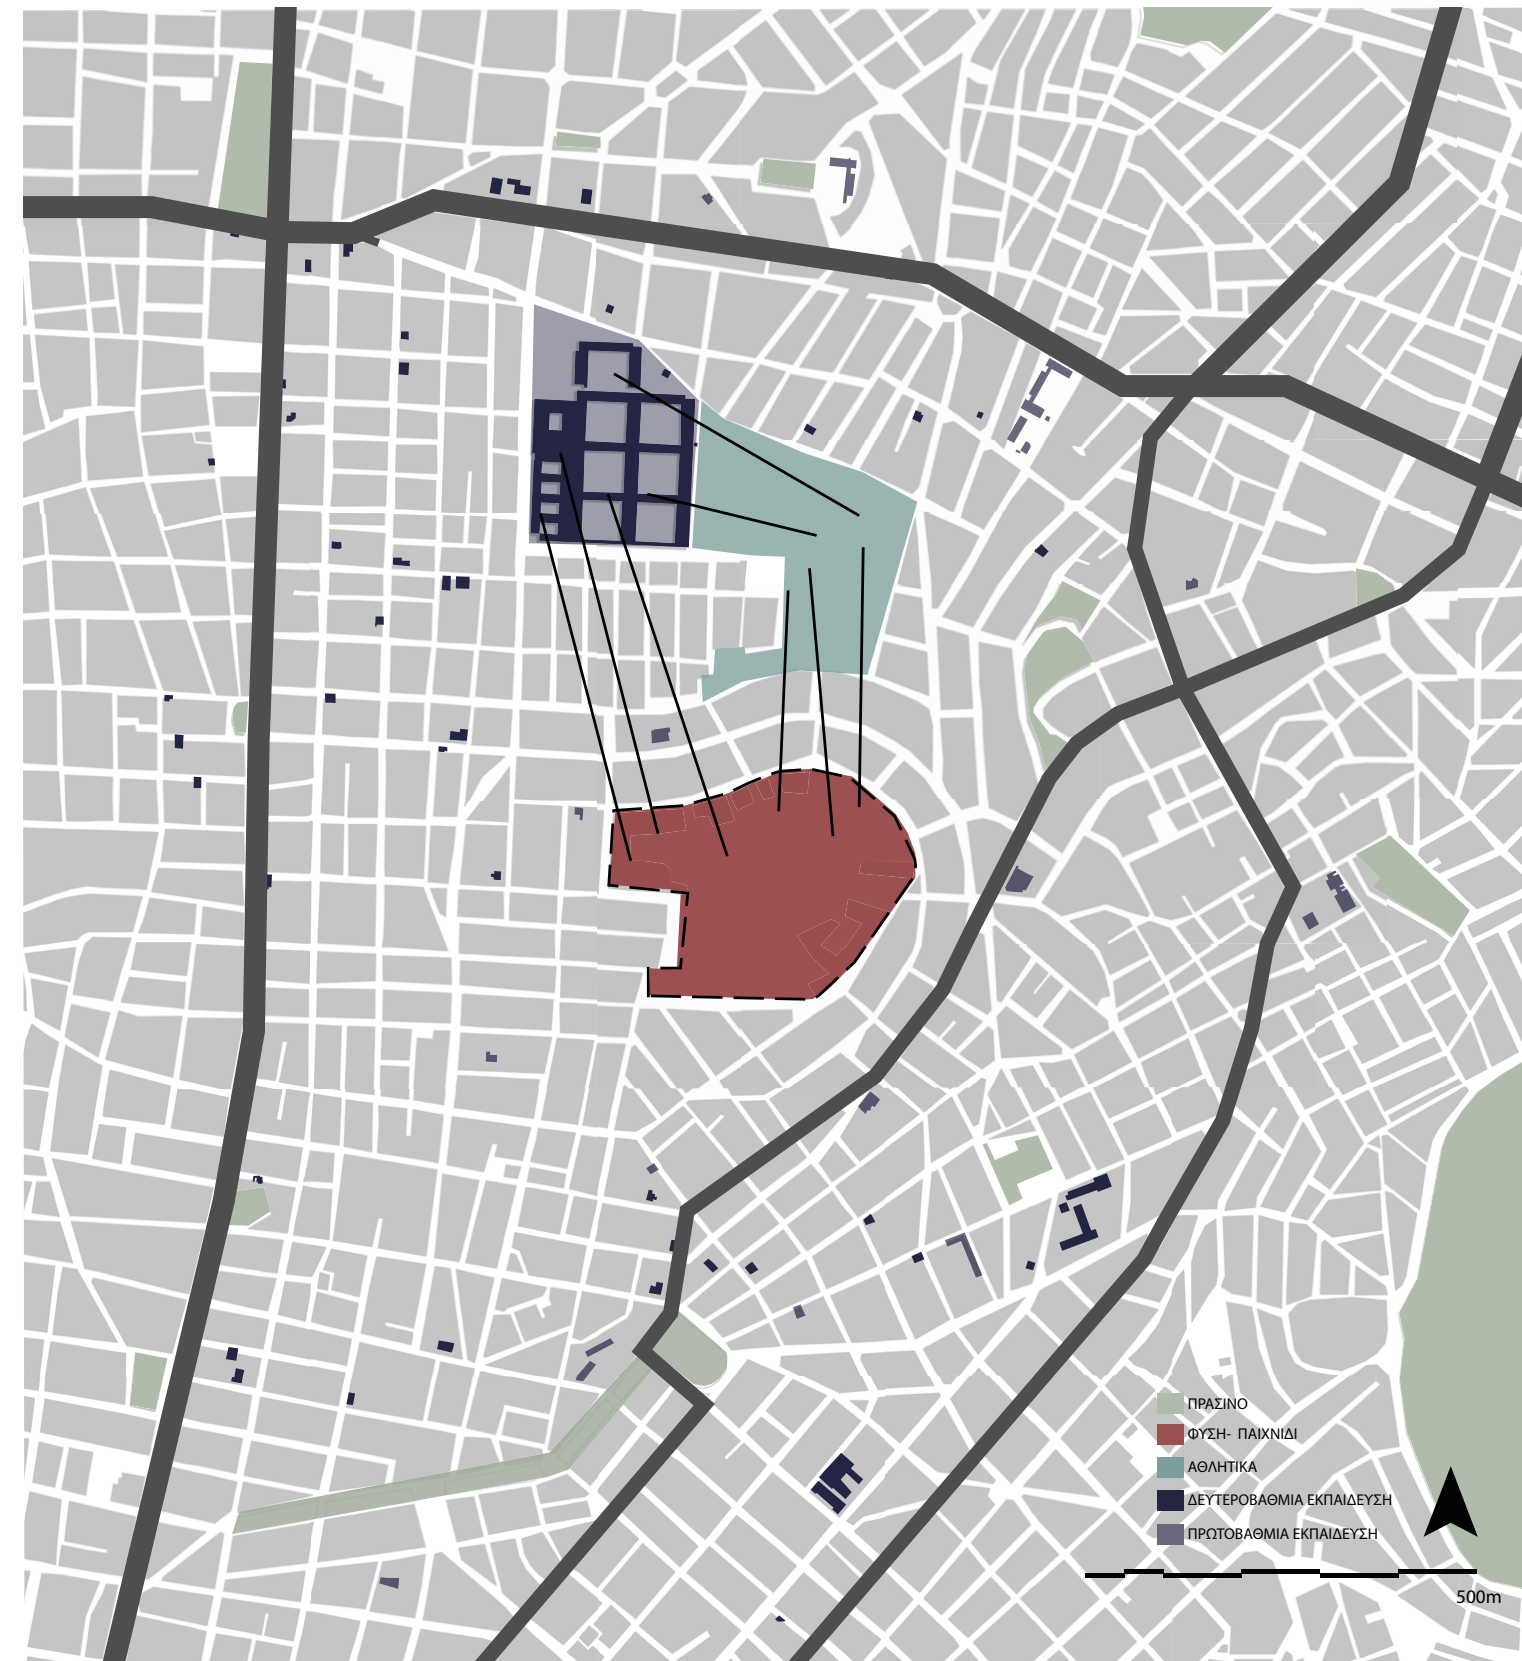 ΠΡΑΣΙΝΟ
ΦΥΣΗ- ΠΑΙΧΝΙΔΙ
ΑΘΛΗΤΙΚΑ
ΔΕΥΤΕΡΟΒΑΘΜΙΑ ΕΚΠΑΙΔΕΥΣΗ
ΠΡΩΤΟΒΑΘΜΙΑ ΕΚΠΑΙΔΕΥΣΗ
500m